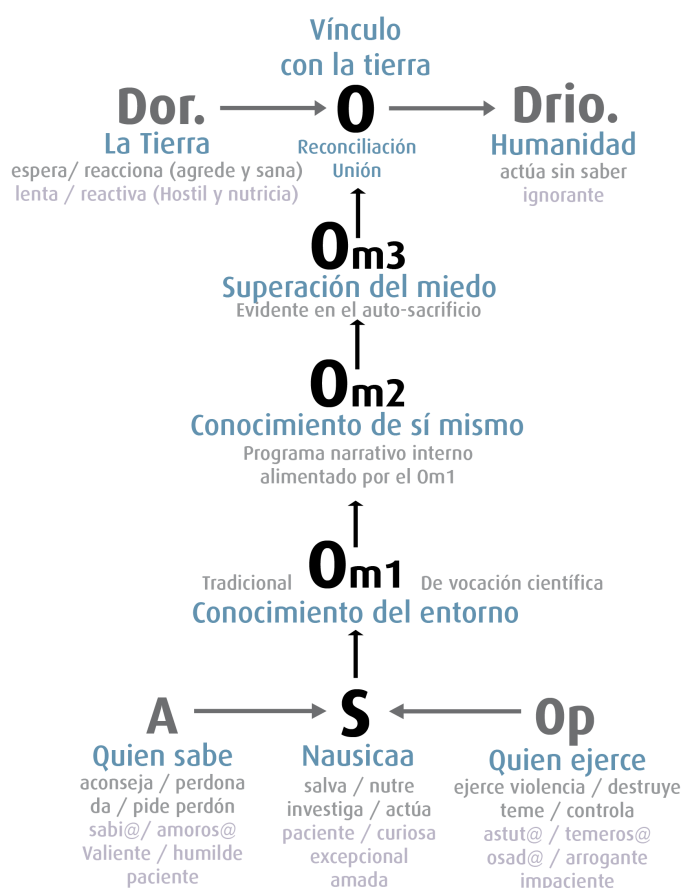 Vínculo
con la tierra
Dor.
O
Drio.
La Tierra
Reconciliación
Unión
Humanidad
espera/ reacciona (agrede y sana)
lenta / reactiva (Hostil y nutricia)
actúa sin saber
ignorante
Om3
Superación del miedo
Evidente en el auto-sacrificio
Om2
Conocimiento de sí mismo
Programa narrativo interno
alimentado por el Om1
Tradicional
Om1
De vocación científica
Conocimiento del entorno
A
S
Op
Quien sabe
aconseja / perdona
da / pide perdón
sabi@/ amoros@
Valiente / humilde
paciente
Nausicaa
salva / nutre
investiga / actúa
paciente / curiosa
excepcional
amada
Quien ejerce
ejerce violencia / destruye
teme / controla
astut@ / temeros@
osad@ / arrogante
impaciente